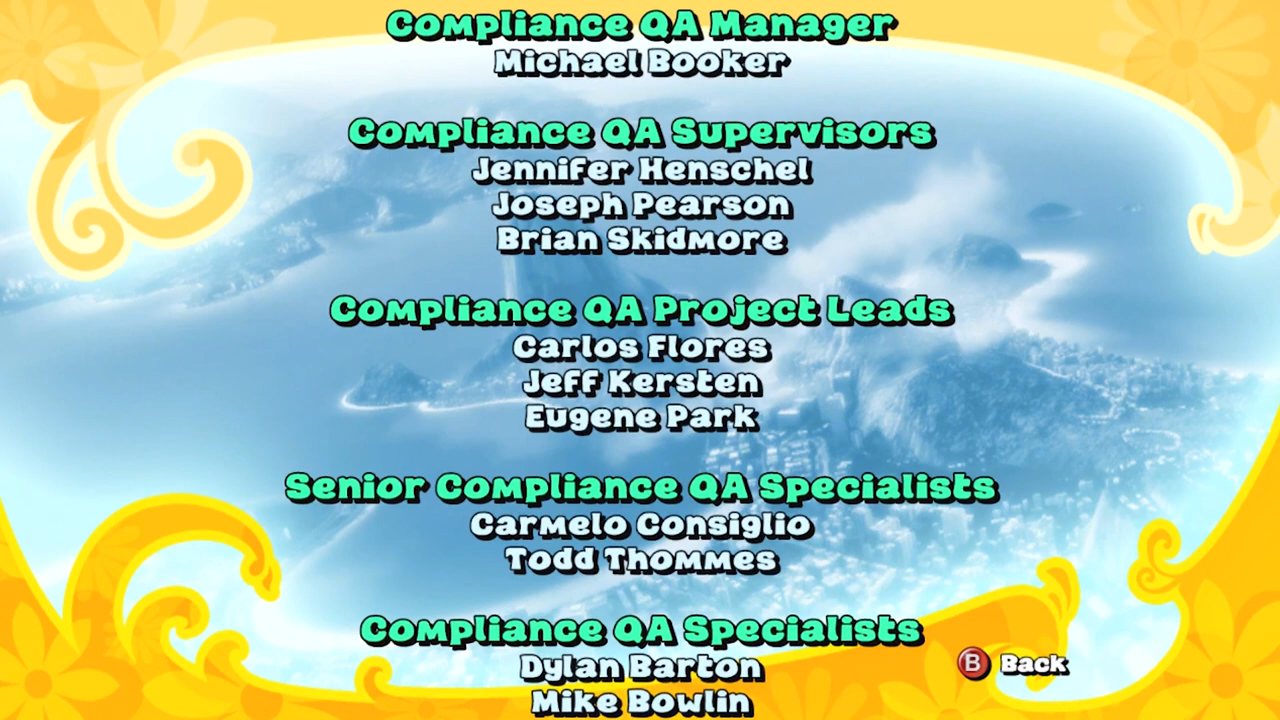 Compliance QA Manager
Michael Booker
Compliance QA Supervisors
Jennifer Henschel
Joseph Pearson
Brian Skidmore
Compliance QA Project Leads
Carlos Flores
Jeff Kersten
Eugene Park
Senior Compliance QA Specialists
Carmelo Consiglio
Todd Thommes
Compliance QA Specialists
Dylan Barton
B Back
Mike Bowlin